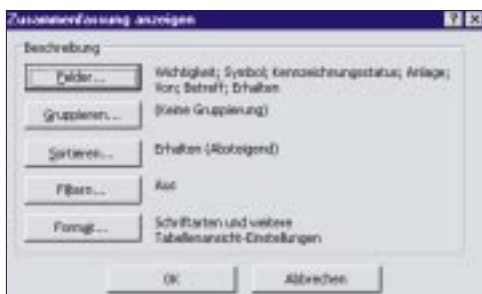 Zusammenfassung anzeigen
Beschreibung
Felder...
Wichtigkeit; Symbol; Kennzeichnungsstatus; Anlage;
Von; Betreff; Erhalten
Gruppieren...
(Keine Gruppierung)
Sortieren...
Erhalten (Absteigend)
Filtern...
Aus
Format...
Schriftarten und weitere
Tabellenansicht-Einstellungen
OK
Abbrechen